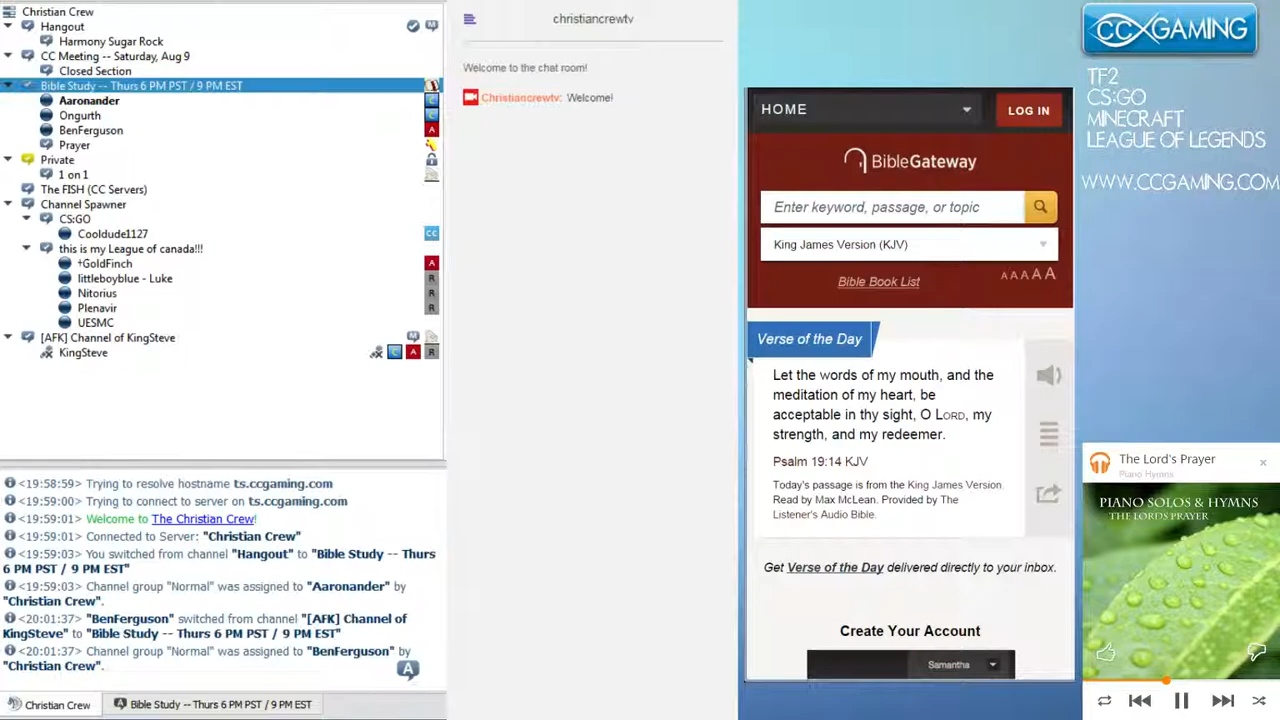 Christian Crew
Hangout
Harmony Sugar Rock
CC Meeting -- Saturday, Aug 9
Closed Section
Bible Study -- Thurs 6 PM PST / 9 PM EST
Aaronander
Ongurth
BenFerguson
Prayer
Private
1 on 1
The FISH (CC Servers)
Channel Spawner
CS:GO
Cooldude1127
this is my League of canada!!!
†GoldFinch
littleboyblue - Luke
Nitorius
Plenavir
UESMC
[AFK] Channel of KingSteve
KingSteve
<19:58:59> Trying to resolve hostname ts.ccgaming.com
<19:59:00> Trying to connect to server on ts.ccgaming.com
<19:59:01> Welcome to The Christian Crew!
<19:59:01> Connected to Server: "Christian Crew"
<19:59:03> You switched from channel "Hangout" to "Bible Study -- Thurs
6 PM PST / 9 PM EST"
<19:59:03> Channel group "Normal" was assigned to "Aaronander" by
"Christian Crew".
<20:01:37> "BenFerguson" switched from channel "[AFK] Channel of
KingSteve" to "Bible Study -- Thurs 6 PM PST / 9 PM EST"
<20:01:37> Channel group "Normal" was assigned to "BenFerguson" by
"Christian Crew".
Christian Crew
Bible Study -- Thurs 6 PM PST / 9 PM EST
christiancrewtv
Welcome to the chat room!
Christiancrewtv: Welcome!
HOME
LOG IN
BibleGateway
Enter keyword, passage, or topic
King James Version (KJV)
Bible Book List
A A A A A
Verse of the Day
Let the words of my mouth, and the
meditation of my heart, be
acceptable in thy sight, O LORD, my
strength, and my redeemer.
Psalm 19:14 KJV
Today's passage is from the King James Version.
Read by Max McLean. Provided by The
Listener's Audio Bible.
Get Verse of the Day delivered directly to your inbox.
Create Your Account
Samantha
CC GAMING
TF2
CS:GO
MINECRAFT
LEAGUE OF LEGENDS
WWW.CCGAMING.COM
The Lord's Prayer
Piano Hymns
PIANO SOLOS & HYMNS
THE LORDS PRAYER